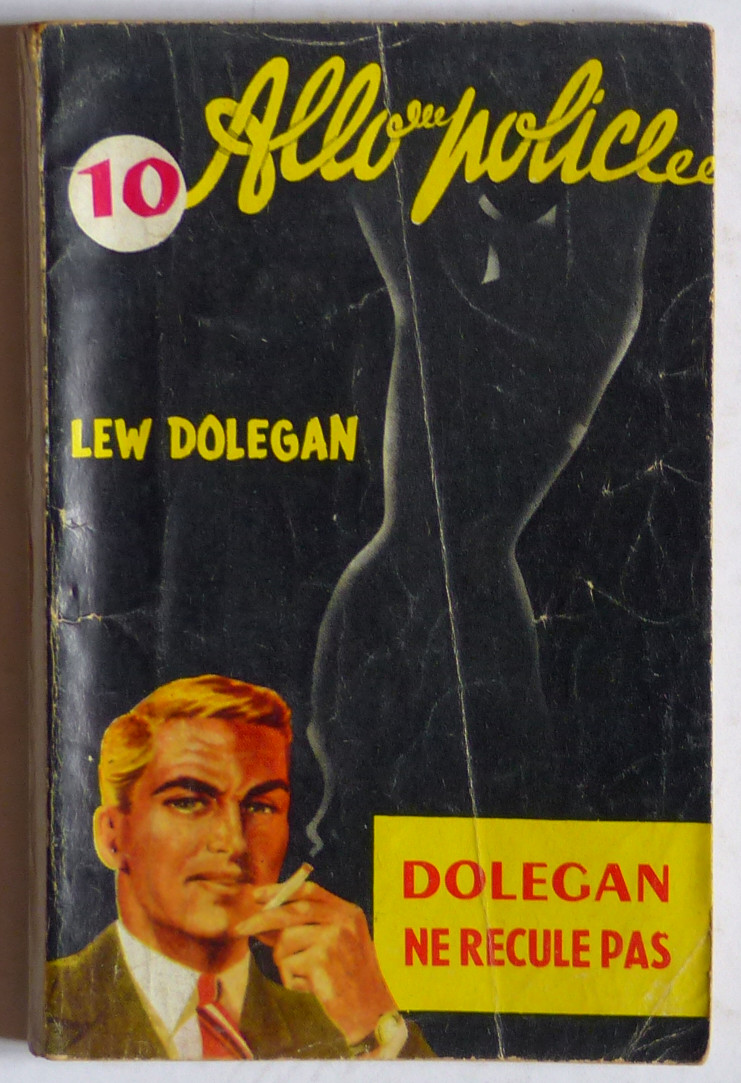 Allo... police...
10
LEW DOLEGAN
DOLEGAN
NE RECULE PAS